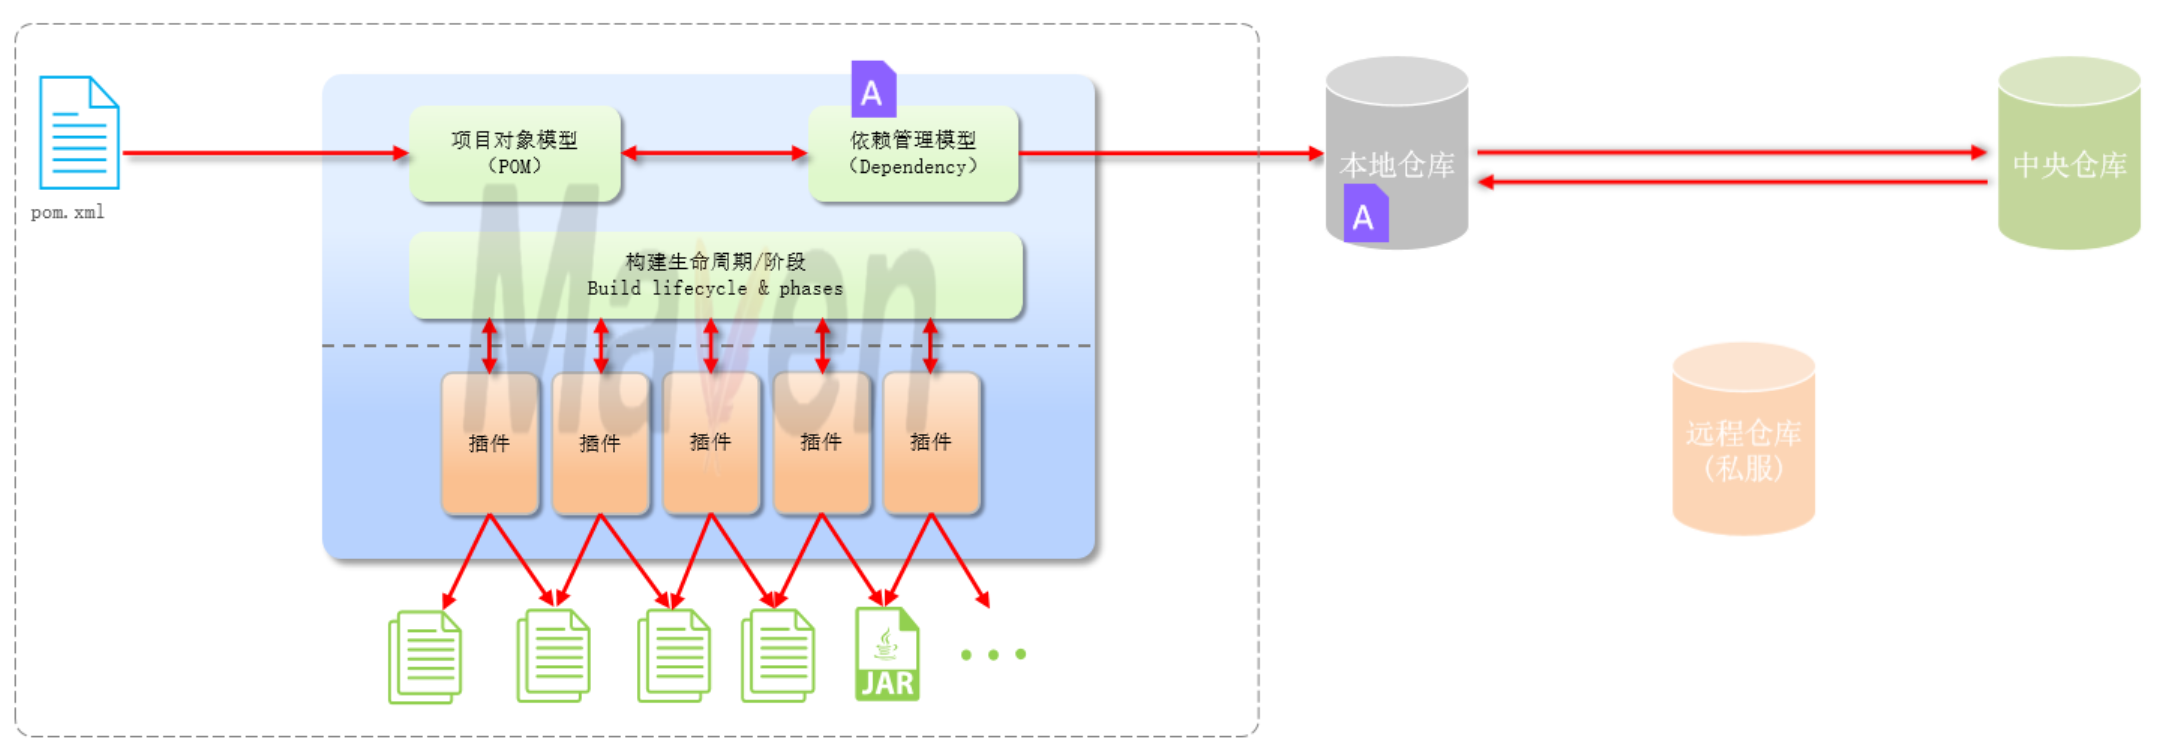 A
项目对象模型
（POM）
依赖管理模型
（Dependency）
pom.xml
本地仓库
A
中央仓库
构建生命周期/阶段
Build lifecycle & phases
Maven
插件
插件
插件
插件
插件
远程仓库
(私服)
JAR